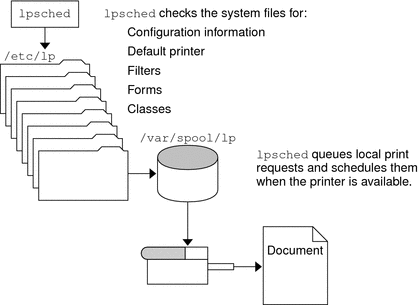 lpsched
lpsched checks the system files for:
Configuration information
Default printer
Filters
Forms
Classes
/etc/lp
/var/spool/lp
lpsched queues local print
requests and schedules them
when the printer is available.
Document